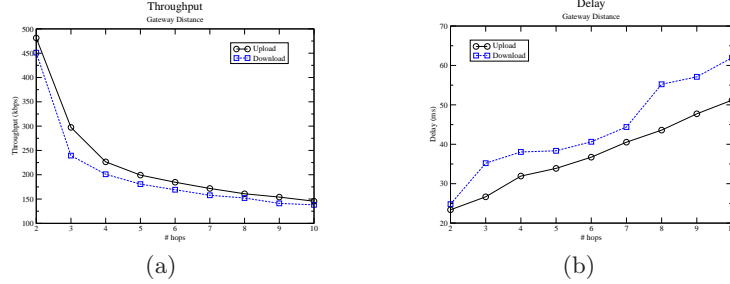 Throughput
Gateway Distance
500
450
400
350
300
250
200
150
100
2 3 4 5 6 7 8 9 10
# hops
Throughput (kbps)
Upload
Download
(a)
Delay
Gateway Distance
70
60
50
40
30
20
2 3 4 5 6 7 8 9
# hops
Delay (ms)
Upload
Download
(b)